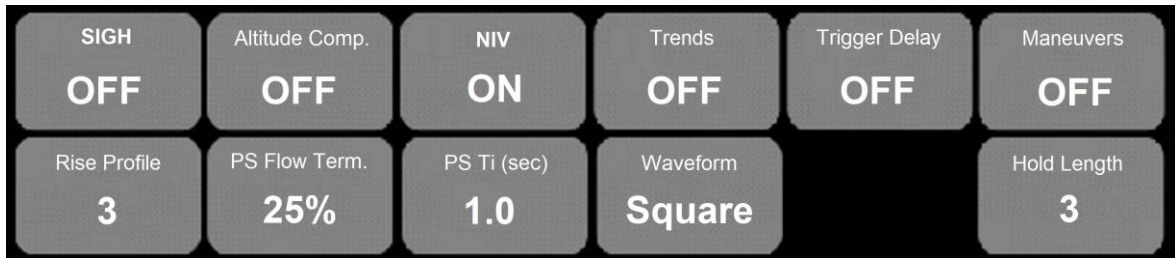 SIGH Altitude Comp. NIV Trends Trigger Delay Maneuvers
OFF OFF ON OFF OFF OFF
Rise Profile PS Flow Term. PS Ti (sec) Waveform Hold Length
3 25% 1.0 Square 3